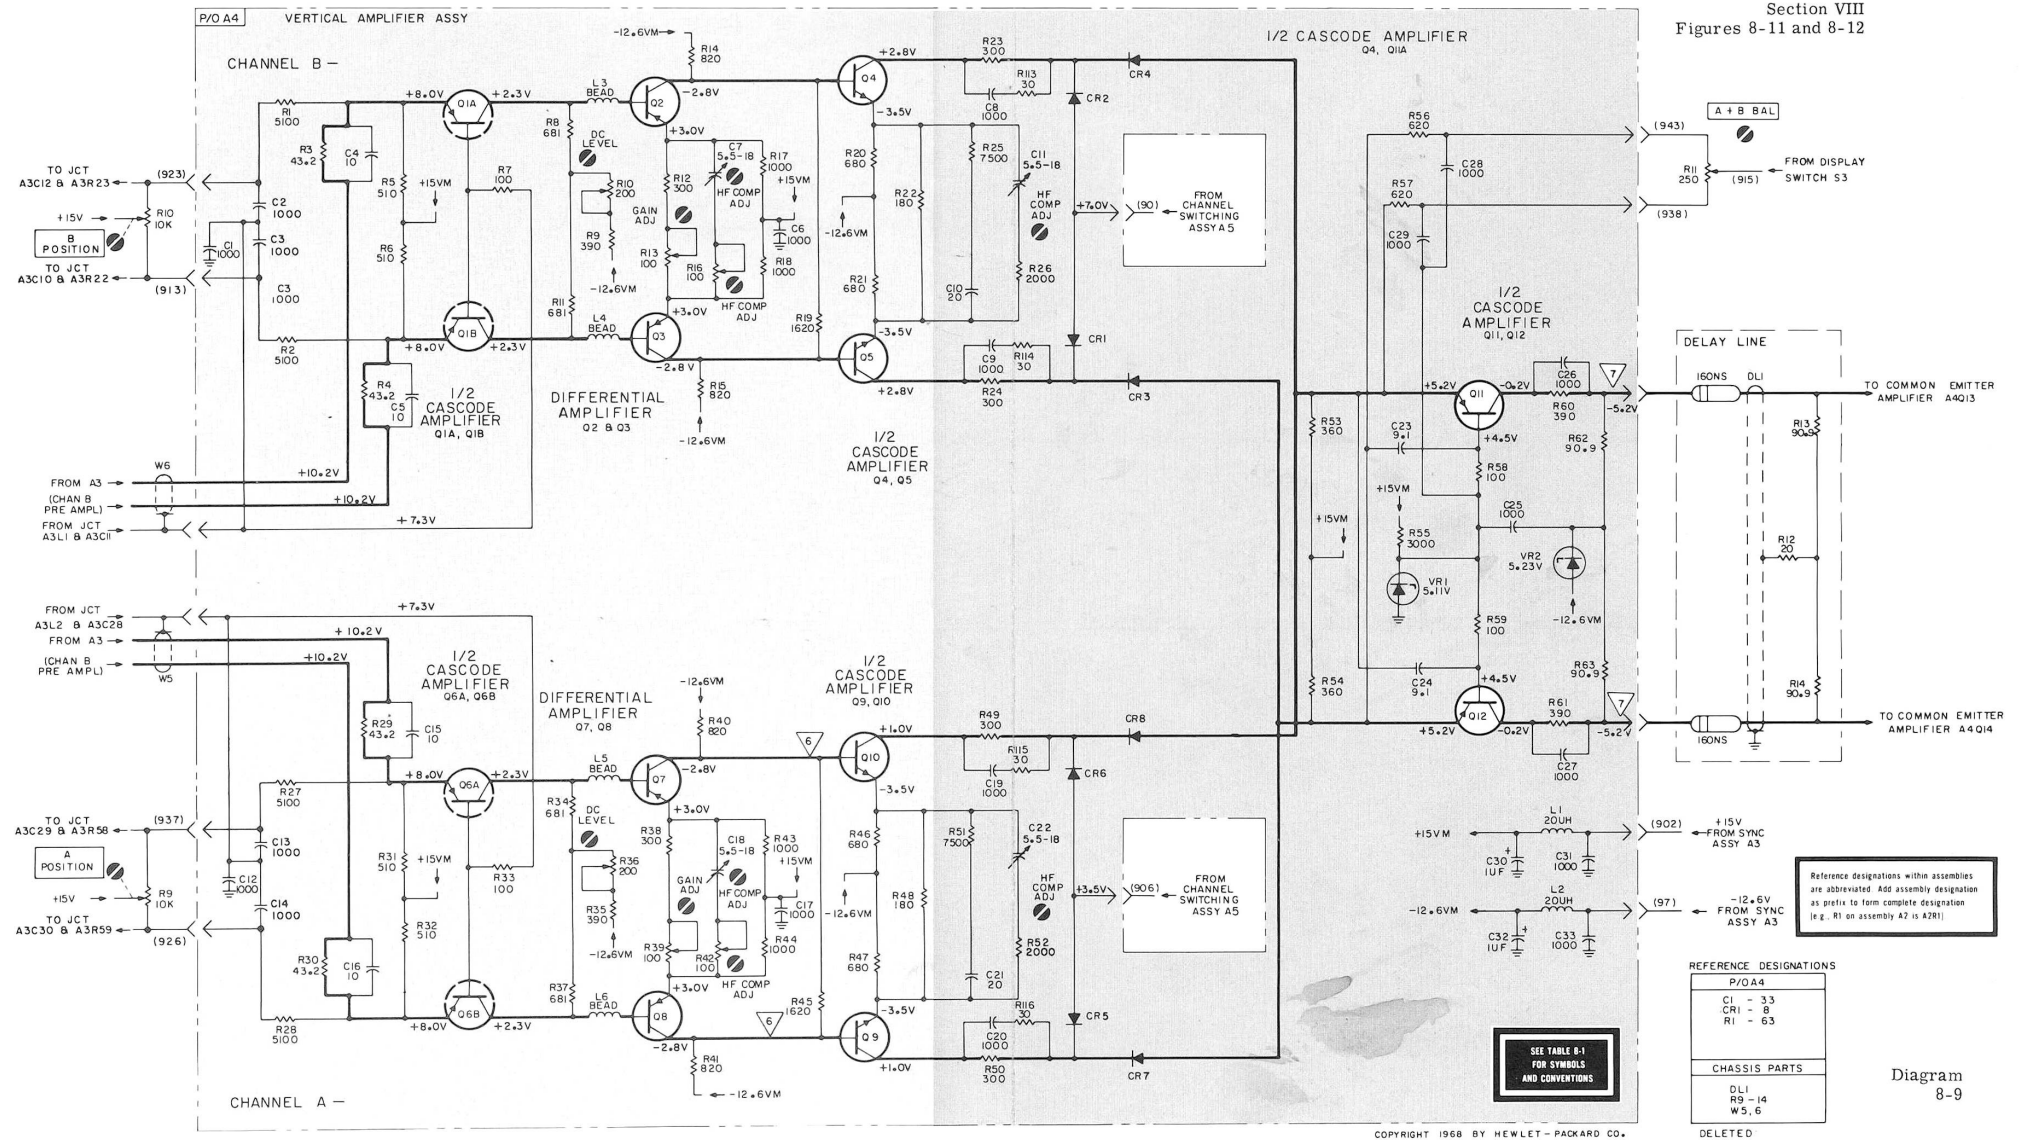 Section VIII
Figures 8-11 and 8-12
P/O A4
VERTICAL AMPLIFIER ASSY
CHANNEL B –
-12.6VM
R14
820
+2.8V
R23
300
1/2 CASCODE AMPLIFIER
Q4, Q11A
R113
30
C8
1000
CR4
CR2
R1
5100
+8.0V
Q1A
+2.3V
L3
BEAD
Q2
-2.8V
Q4
-3.5V
R3
43.2
C4
10
R8
681
DC
LEVEL
+3.0V
C7
5.5-18
R17
1000
R20
680
R25
7500
C11
5.5-18
R56
620
(943)
A + B BAL
TO JCT
A3C12 & A3R23
(923)
R5
510
+15VM
R7
100
R10
200
R12
300
HF COMP
ADJ
+15VM
R22
180
HF
COMP
ADJ
FROM
CHANNEL
SWITCHING
ASSY A5
+7.0V
(90)
R57
620
C28
1000
R11
250
FROM DISPLAY
SWITCH S3
(915)
(938)
+15V
R10
10K
B
POSITION
C2
1000
C1
1000
C3
1000
R6
510
GAIN
ADJ
R9
390
R13
100
R16
100
C6
1000
R18
1000
-12.6VM
C29
1000
TO JCT
A3C10 & A3R22
(913)
C3
1000
-12.6VM
HF COMP
ADJ
R21
680
R26
2000
C10
20
R2
5100
+8.0V
Q1B
+2.3V
R11
681
L4
BEAD
+3.0V
Q3
-2.8V
R19
1620
-3.5V
Q5
+2.8V
C9
1000
R114
30
R24
300
CR1
CR3
1/2
CASCODE
AMPLIFIER
Q11, Q12
R4
43.2
C5
10
1/2
CASCODE
AMPLIFIER
Q1A, Q1B
DIFFERENTIAL
AMPLIFIER
Q2 & Q3
R15
820
-12.6VM
1/2
CASCODE
AMPLIFIER
Q4, Q5
+5.2V
Q11
-0.2V
C26
1000
R60
390
7
-5.2V
DELAY LINE
160NS
DL1
TO COMMON EMITTER
AMPLIFIER A4Q13
R53
360
C23
9.1
+4.5V
R62
90.9
R13
90.9
W6
FROM A3
(CHAN B
PRE AMPL)
+10.2V
+10.2V
FROM JCT
A3L1 & A3C11
+7.3V
R58
100
+15VM
C25
1000
+15VM
R55
3000
VR2
5.23V
R12
20
VR1
5.11V
FROM JCT
A3L2 & A3C28
+7.3V
FROM A3
+10.2V
(CHAN B
PRE AMPL)
+10.2V
W5
R59
100
-12.6VM
1/2
CASCODE
AMPLIFIER
Q6A, Q6B
DIFFERENTIAL
AMPLIFIER
Q7, Q8
-12.6VM
1/2
CASCODE
AMPLIFIER
Q9, Q10
R54
360
C24
9.1
+4.5V
R63
90.9
R14
90.9
R29
43.2
C15
10
R40
820
6
+1.0V
R49
300
CR8
+5.2V
Q12
-0.2V
R61
390
7
-5.2V
160NS
TO COMMON EMITTER
AMPLIFIER A4Q14
C27
1000
R27
5100
+8.0V
Q6A
+2.3V
L5
BEAD
Q7
-2.8V
Q10
-3.5V
R115
30
C19
1000
CR6
TO JCT
A3C29 & A3R58
(937)
R34
681
DC
LEVEL
+3.0V
C18
5.5-18
R38
300
R43
1000
R46
680
R51
7500
C22
5.5-18
L1
20UH
(902)
+15V
FROM SYNC
ASSY A3
+15VM
C30
1UF
C31
1000
A
POSITION
C13
1000
C12
1000
R31
510
+15VM
R33
100
R36
200
GAIN
ADJ
HF COMP
ADJ
+15VM
HF
COMP
ADJ
FROM
CHANNEL
SWITCHING
ASSY A5
+3.5V
(906)
R48
180
+15V
R9
10K
C14
1000
R35
390
C17
1000
-12.6VM
-12.6VM
L2
20UH
(97)
-12.6V
FROM SYNC
ASSY A3
C32
1UF
C33
1000
TO JCT
A3C30 & A3R59
(926)
R32
510
-12.6VM
R39
100
R42
100
R44
1000
R47
680
R52
2000
C21
20
R30
43.2
C16
10
R37
681
L6
BEAD
+3.0V
HF COMP
ADJ
R45
1620
-3.5V
R116
30
CR5
R28
5100
+8.0V
Q6B
+2.3V
Q8
-2.8V
6
Q9
+1.0V
C20
1000
R50
300
CR7
R41
820
-12.6VM
CHANNEL A –
Reference designations within assemblies
are abbreviated. Add assembly designation
as prefix to form complete designation
(e.g., R1 on assembly A2 is A2R1)
REFERENCE DESIGNATIONS
P/O A4
C1 - 33
CR1 - 8
R1 - 63
CHASSIS PARTS
DL1
R9 - 14
W5, 6
DELETED
SEE TABLE 8-1
FOR SYMBOLS
AND CONVENTIONS
Diagram
8-9
COPYRIGHT 1968 BY HEWLETT-PACKARD CO.